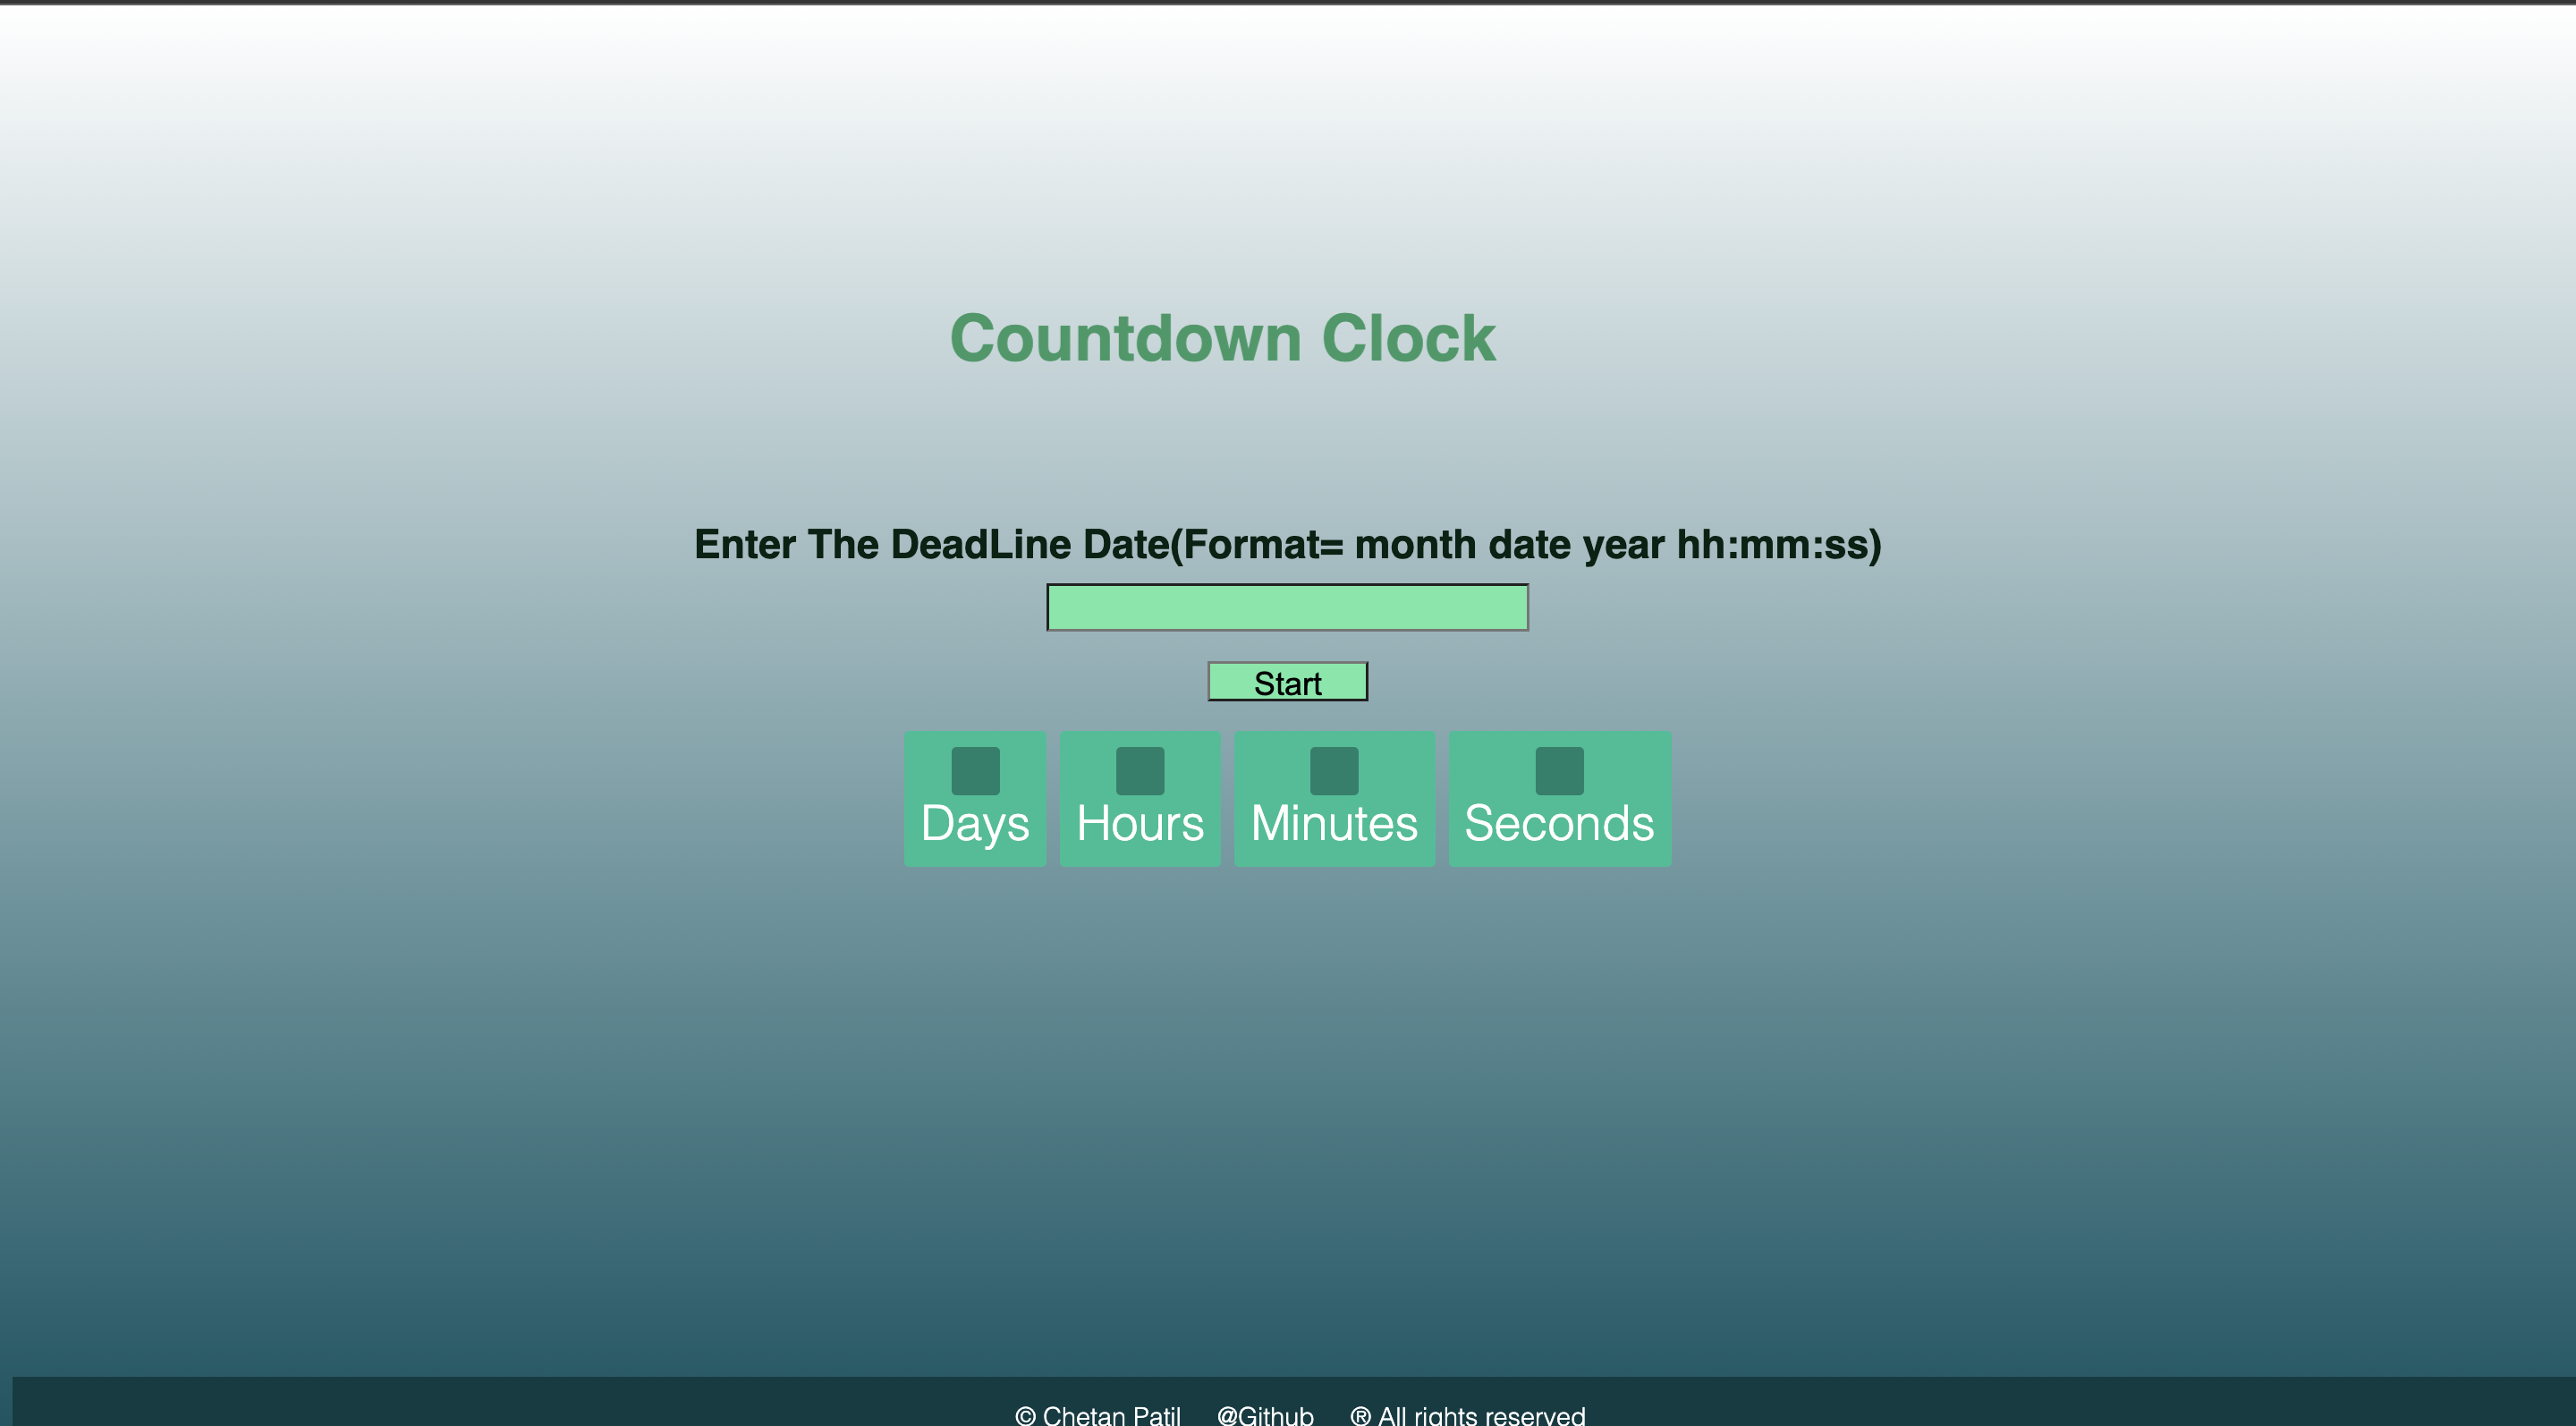 Countdown Clock
Enter The DeadLine Date(Format= month date year hh:mm:ss)
Start
Days Hours Minutes Seconds
© Chetan Patil @Github ® All rights reserved